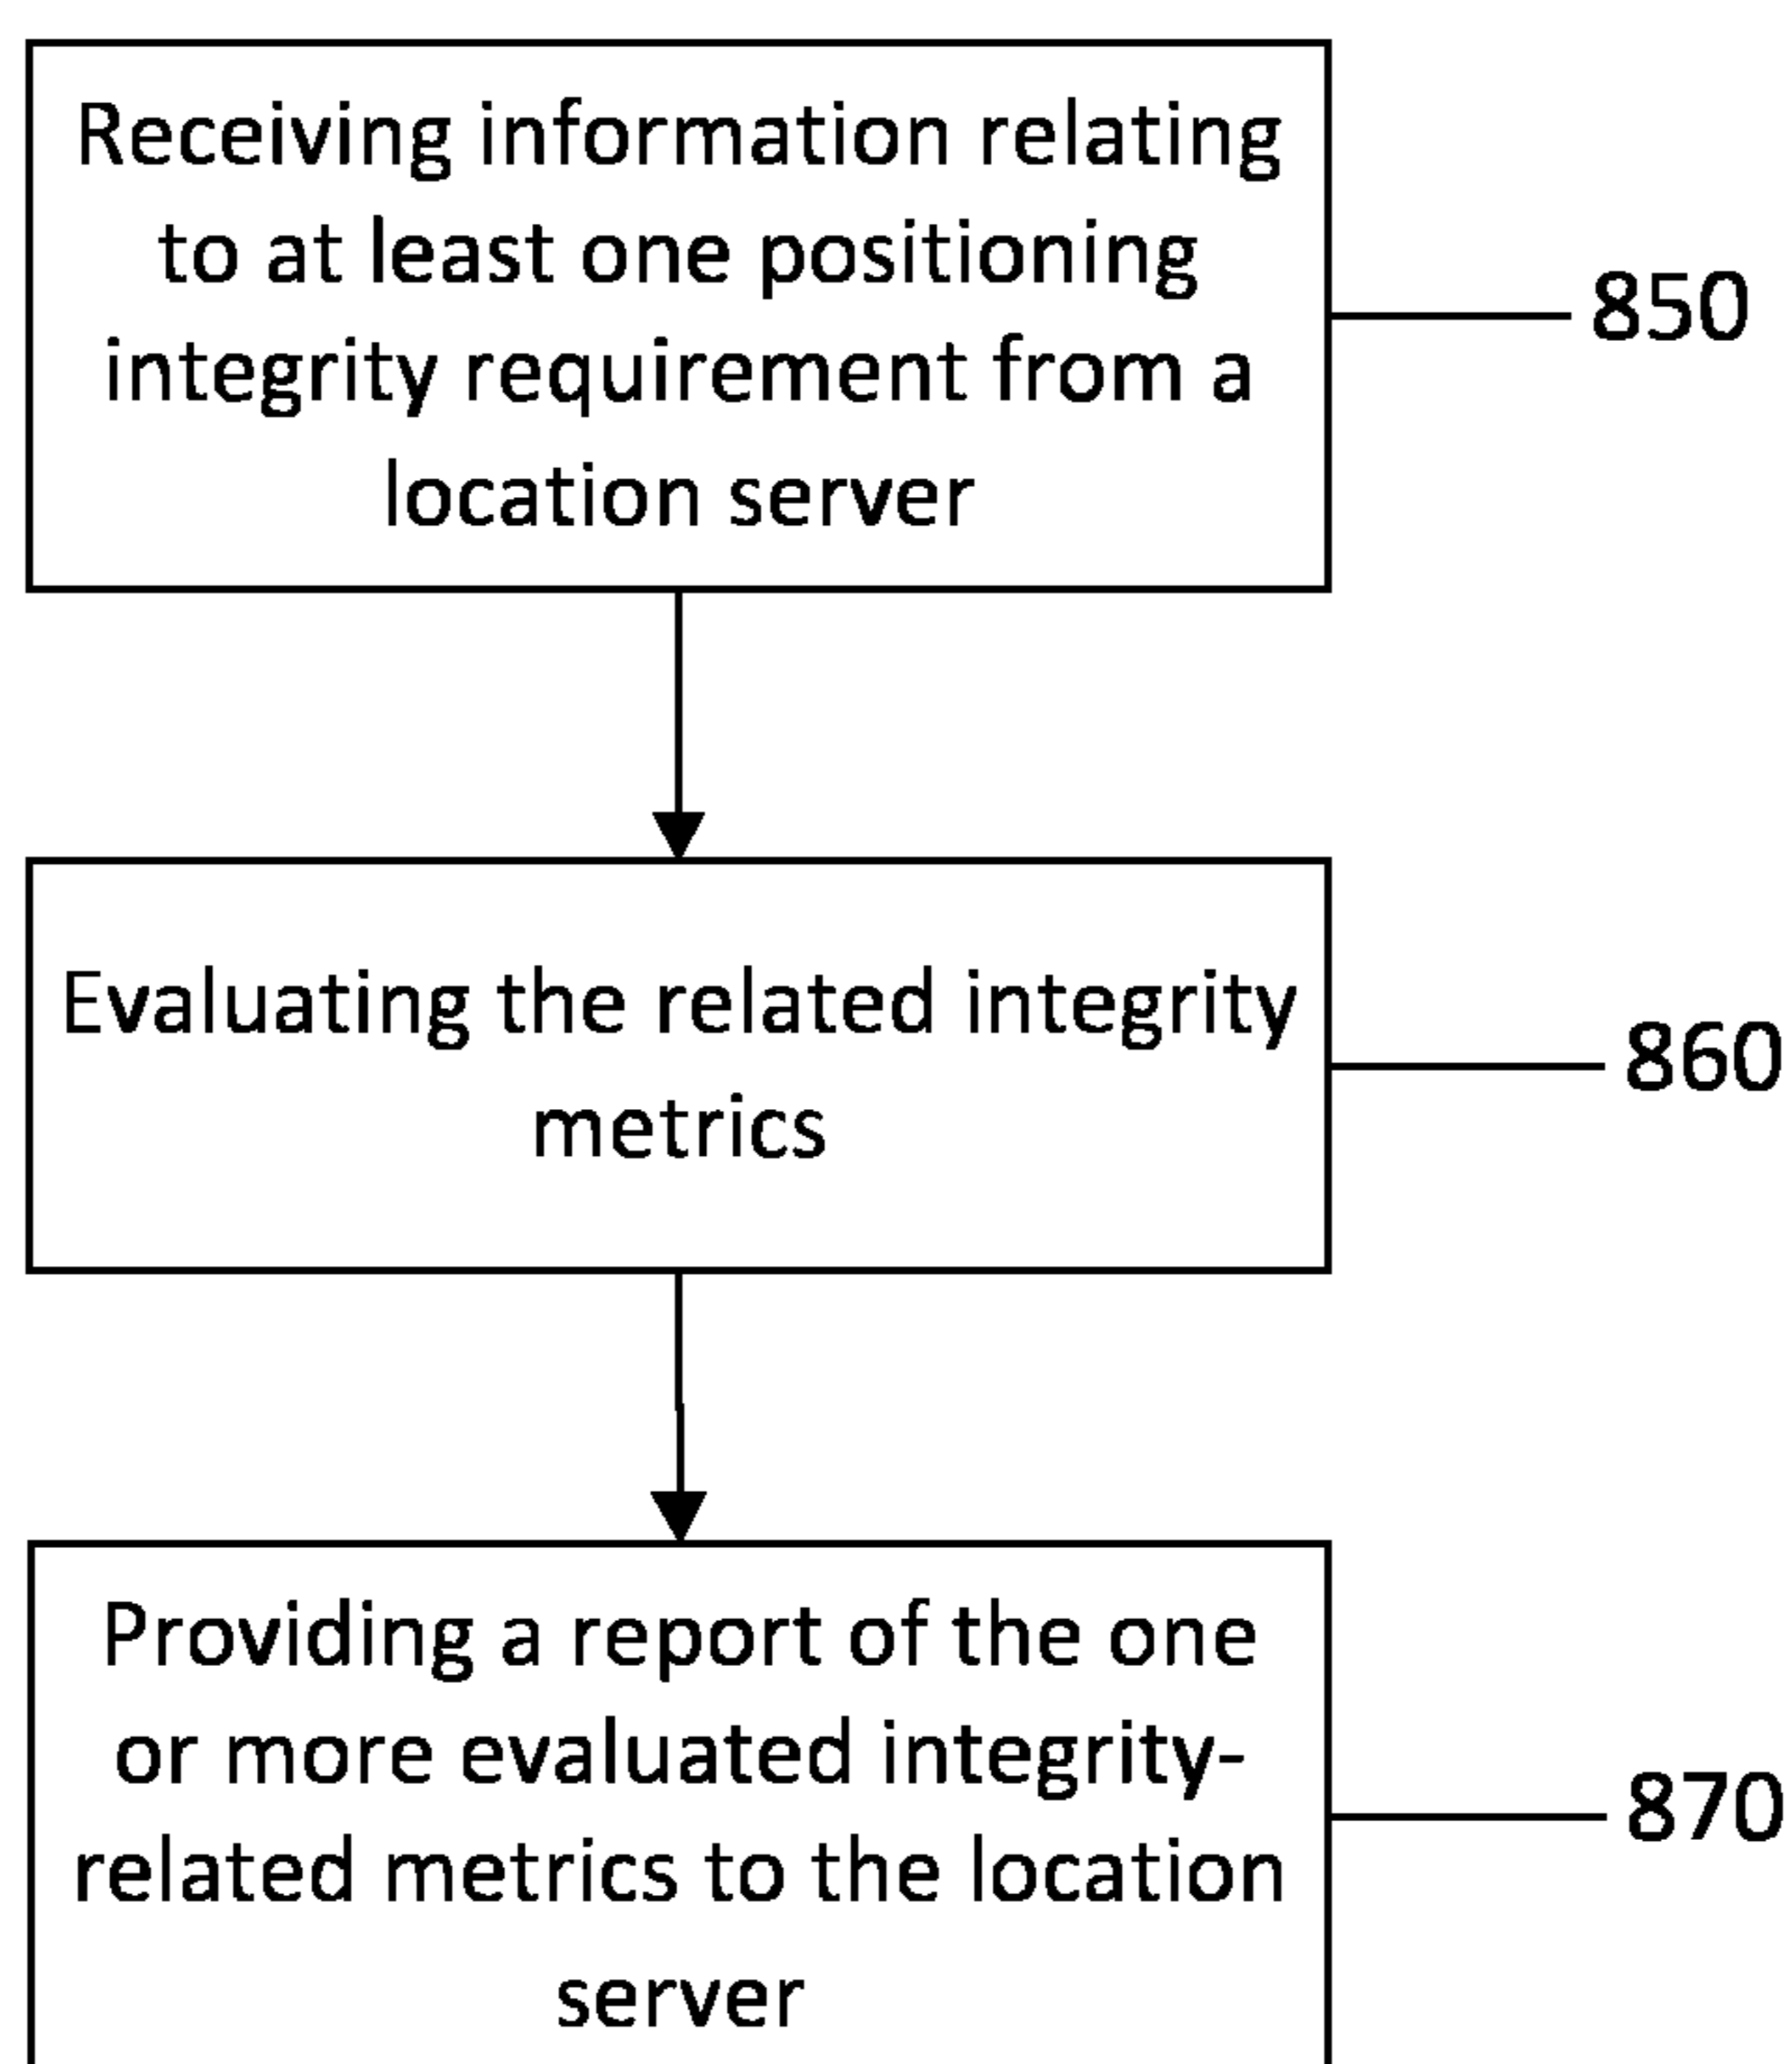 Receiving information relating
to at least one positioning
integrity requirement from a
location server
850
Evaluating the related integrity
metrics
860
Providing a report of the one
or more evaluated integrity-
related metrics to the location
server
870